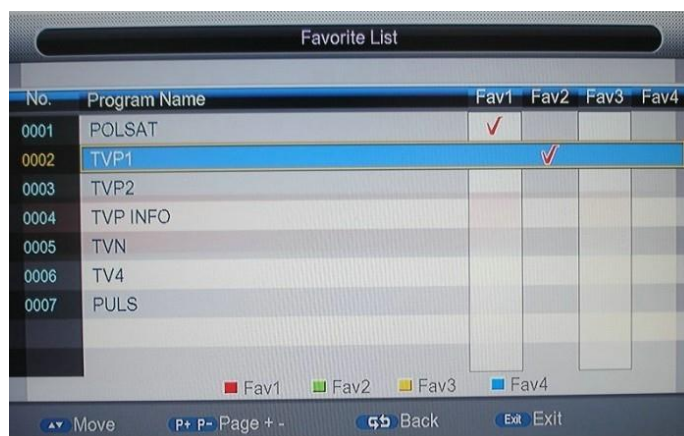 Favorite List
No. Program Name Fav1 Fav2 Fav3 Fav4
0001 POLSAT
0002 TVP1
0003 TVP2
0004 TVP INFO
0005 TVN
0006 TV4
0007 PULS
Fav1 Fav2 Fav3 Fav4
Move P+ P- Page + - Back Exit Exit